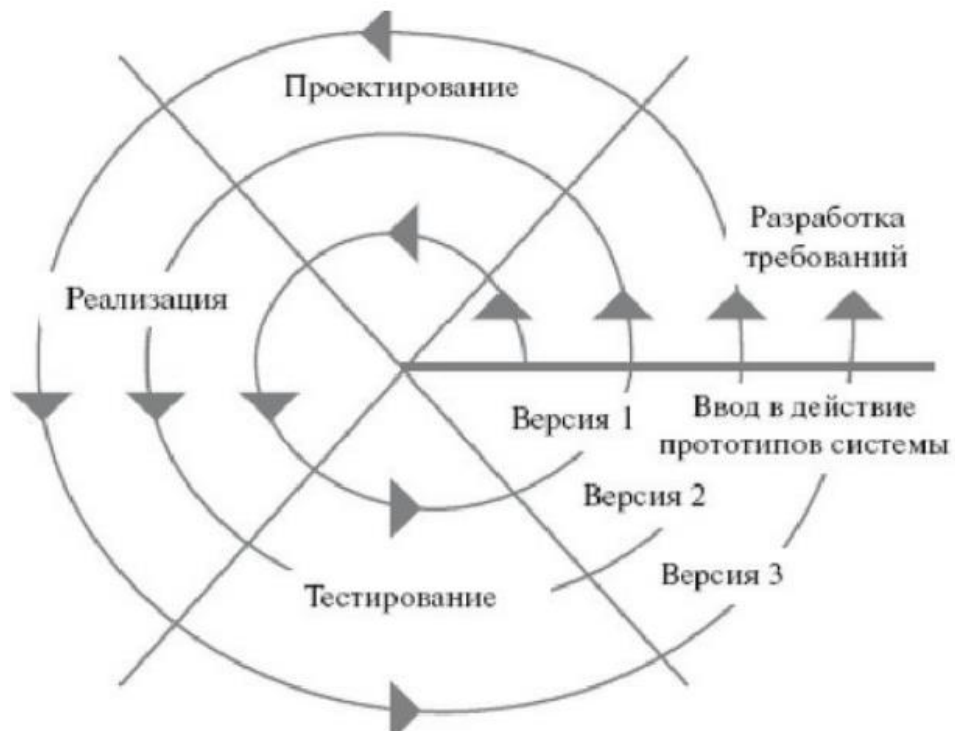 Проектирование
Разработка
требований
Реализация
Версия 1
Ввод в действие
прототипов системы
Версия 2
Версия 3
Тестирование